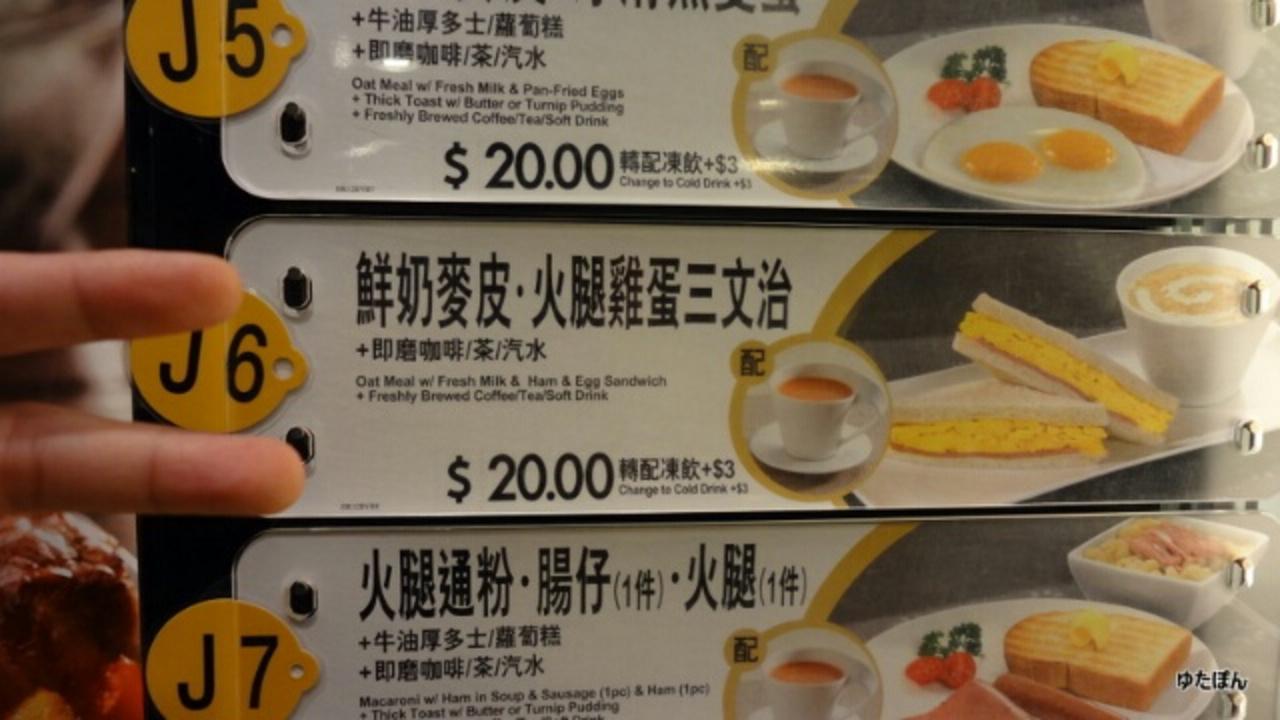 J5
+牛油厚多士/蘿蔔糕
+即磨咖啡/茶/汽水
Oat Meal w/ Fresh Milk & Pan-Fried Eggs
+ Thick Toast w/ Butter or Turnip Pudding
+ Freshly Brewed Coffee/Tea/Soft Drink
$ 20.00 轉配凍飲+$3
Change to Cold Drink +$3
配
J6
鮮奶麥皮·火腿雞蛋三文治
+即磨咖啡/茶/汽水
Oat Meal w/ Fresh Milk & Ham & Egg Sandwich
+ Freshly Brewed Coffee/Tea/Soft Drink
$ 20.00 轉配凍飲+$3
Change to Cold Drink +$3
配
J7
火腿通粉·腸仔(1件)·火腿(1件)
+牛油厚多士/蘿蔔糕
+即磨咖啡/茶/汽水
Macaroni w/ Ham in Soup & Sausage (1pc) & Ham (1pc)
+ Thick Toast w/ Butter or Turnip Pudding
配
ゆたぽん